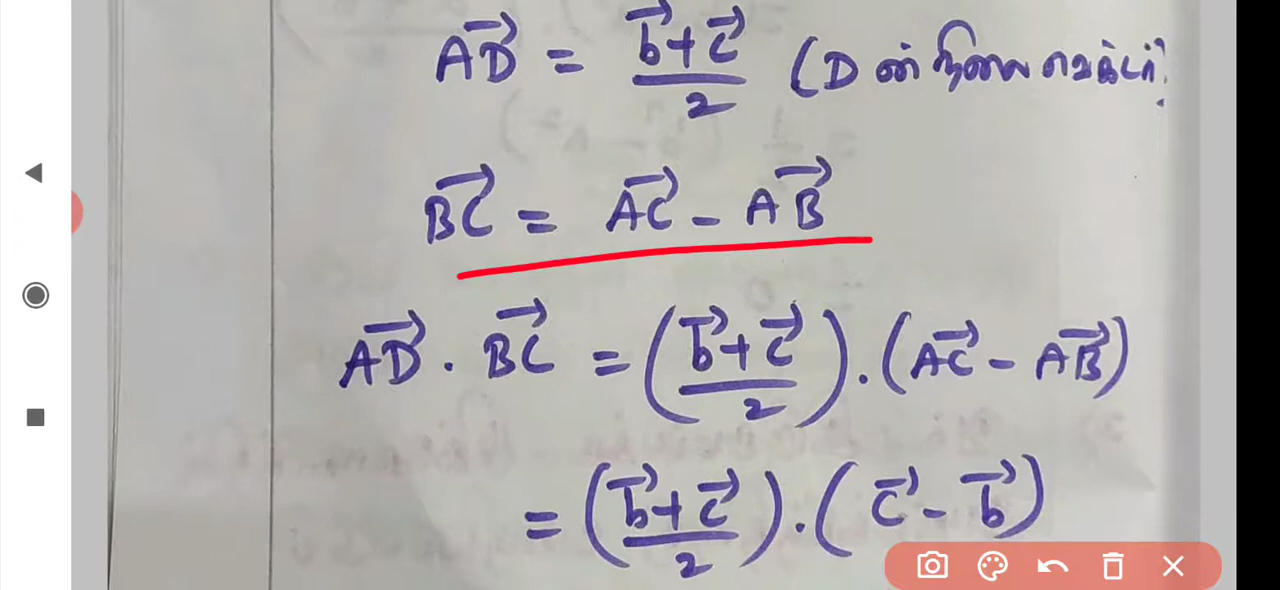 AD⃗ = (b⃗+c⃗)/2 (D ன் நிலை வெக்டர்)
BC⃗ = AC⃗ - AB⃗
AD⃗ . BC⃗ = ((b⃗+c⃗)/2) . (AC⃗ - AB⃗)
= ((b⃗+c⃗)/2) . (c⃗ - b⃗)